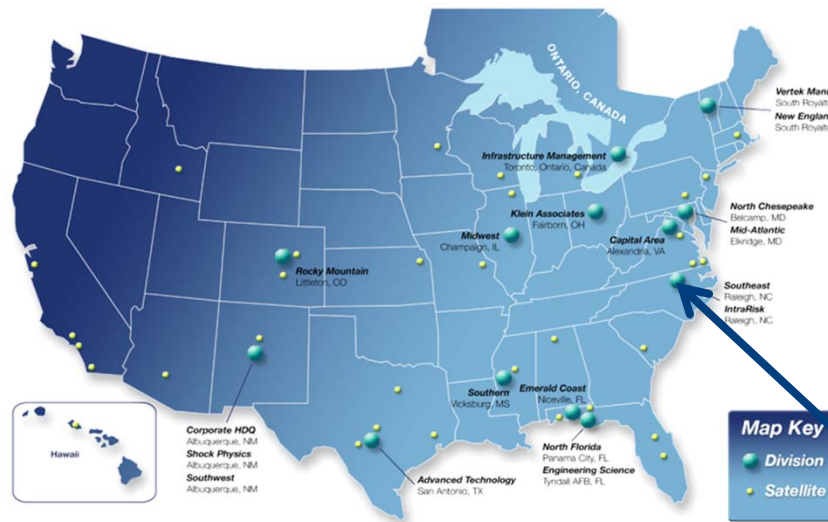 ONTARIO, CANADA
Vertek
South
New England
South
Infrastructure Management
Toronto, Ontario, Canada
Klein Associates
Fairborn, OH
North Chesepeake
Belcamp, MD
Mid-Atlantic
Elkridge, MD
Midwest
Champaign, IL
Capital Area
Alexandria, VA
Rocky Mountain
Littleton, CO
Southeast
Raleigh, NC
IntraRisk
Raleigh, NC
Southern
Vicksburg, MS
Emerald Coast
Niceville, FL
Corporate HDQ
Albuquerque, NM
Shock Physics
Albuquerque, NM
Southwest
Albuquerque, NM
North Florida
Panama City, FL
Engineering Science
Tyndall AFB, FL
Advanced Technology
San Antonio, TX
Hawaii
Map Key
Division
Satellite